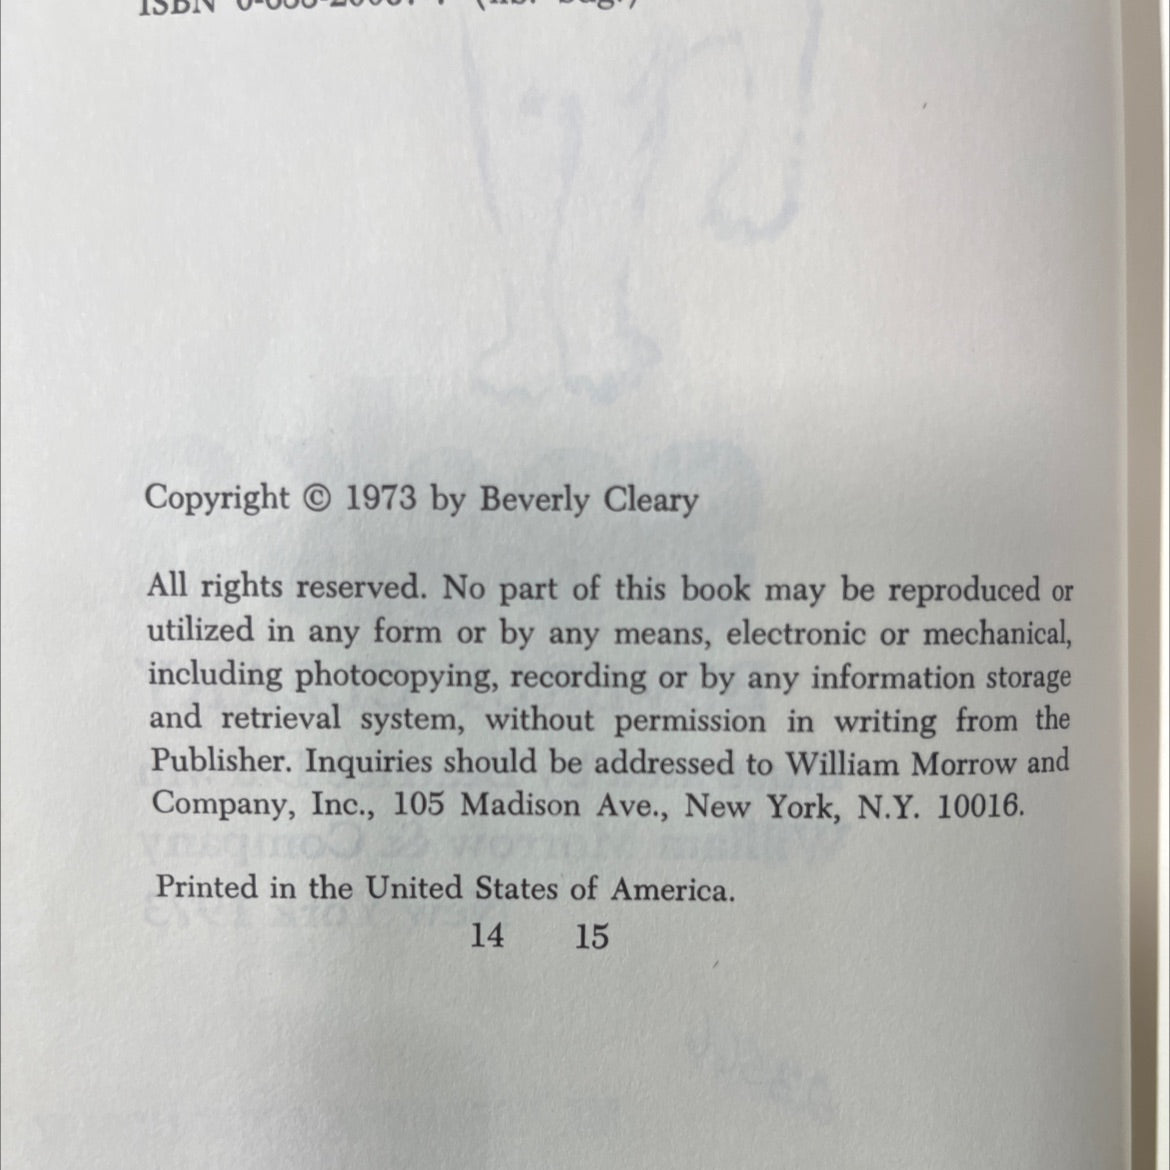 ISBN
Copyright © 1973 by Beverly Cleary
All rights reserved. No part of this book may be reproduced or
utilized in any form or by any means, electronic or mechanical,
including photocopying, recording or by any information storage
and retrieval system, without permission in writing from the
Publisher. Inquiries should be addressed to William Morrow and
Company, Inc., 105 Madison Ave., New York, N.Y. 10016.
Printed in the United States of America.
14 15